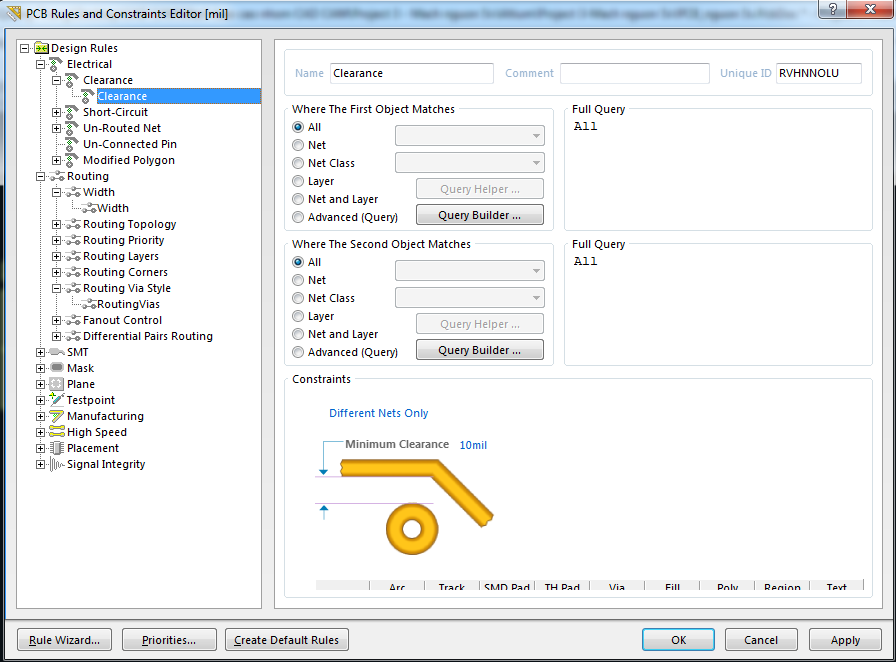 PCB Rules and Constraints Editor [mil]
Design Rules
Electrical
Clearance
Clearance
Short-Circuit
Un-Routed Net
Un-Connected Pin
Modified Polygon
Routing
Width
Width
Routing Topology
Routing Priority
Routing Layers
Routing Corners
Routing Via Style
RoutingVias
Fanout Control
Differential Pairs Routing
SMT
Mask
Plane
Testpoint
Manufacturing
High Speed
Placement
Signal Integrity
Name Clearance Comment Unique ID RVHNNOLU
Where The First Object Matches
All
Net
Net Class
Layer
Net and Layer
Advanced (Query)
Query Helper ...
Query Builder ...
Full Query
All
Where The Second Object Matches
All
Net
Net Class
Layer
Net and Layer
Advanced (Query)
Query Helper ...
Query Builder ...
Full Query
All
Constraints
Different Nets Only
Minimum Clearance 10mil
Arc Track SMD Pad TH Pad Via Fill Poly Region Text
Rule Wizard... Priorities... Create Default Rules OK Cancel Apply